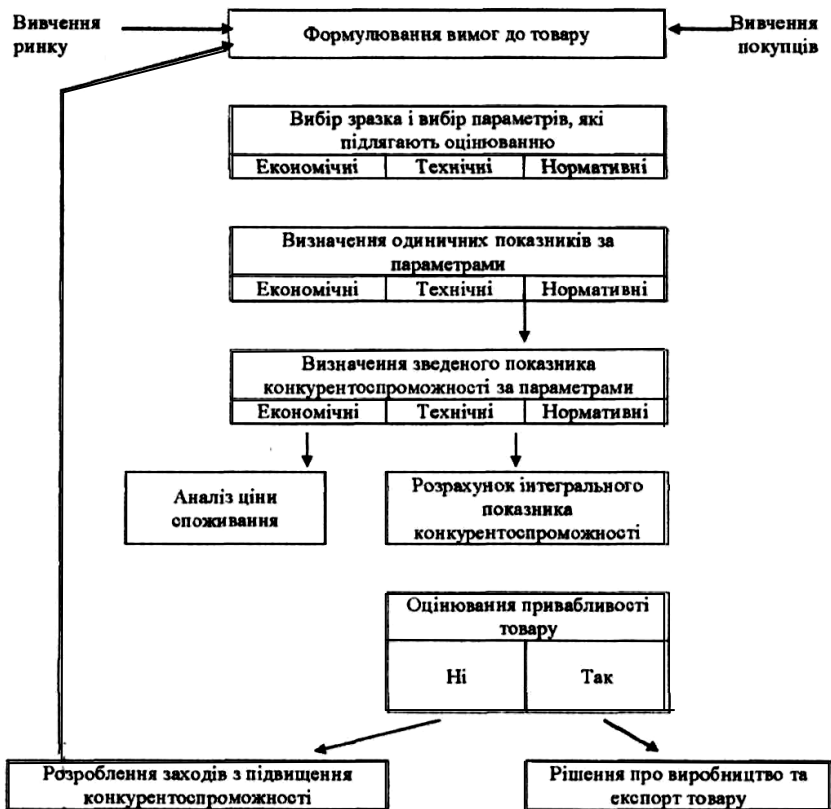 Вивчення
ринку
Формулювання вимог до товару
Вивчення
покупців
Вибір зразка і вибір параметрів, які
підлягають оцінюванню
Економічні Технічні Нормативні
Визначення одиничних показників за
параметрами
Економічні Технічні Нормативні
Визначення зведеного показника
конкурентоспроможності за параметрами
Економічні Технічні Нормативні
Аналіз ціни
споживання
Розрахунок інтегрального
показника
конкурентоспроможності
Оцінювання привабливості
товару
Ні Так
Розроблення заходів з підвищення
конкурентоспроможності
Рішення про виробництво та
експорт товару